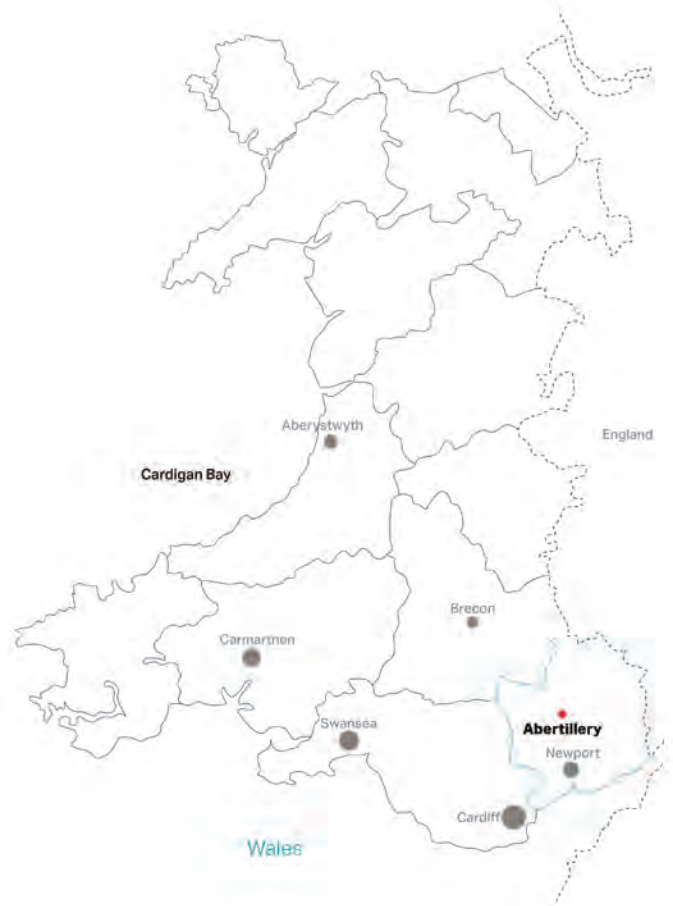 Aberystwyth
England
Cardigan Bay
Brecon
Carmarthen
Abertillery
Swansea
Newport
Cardiff
Wales